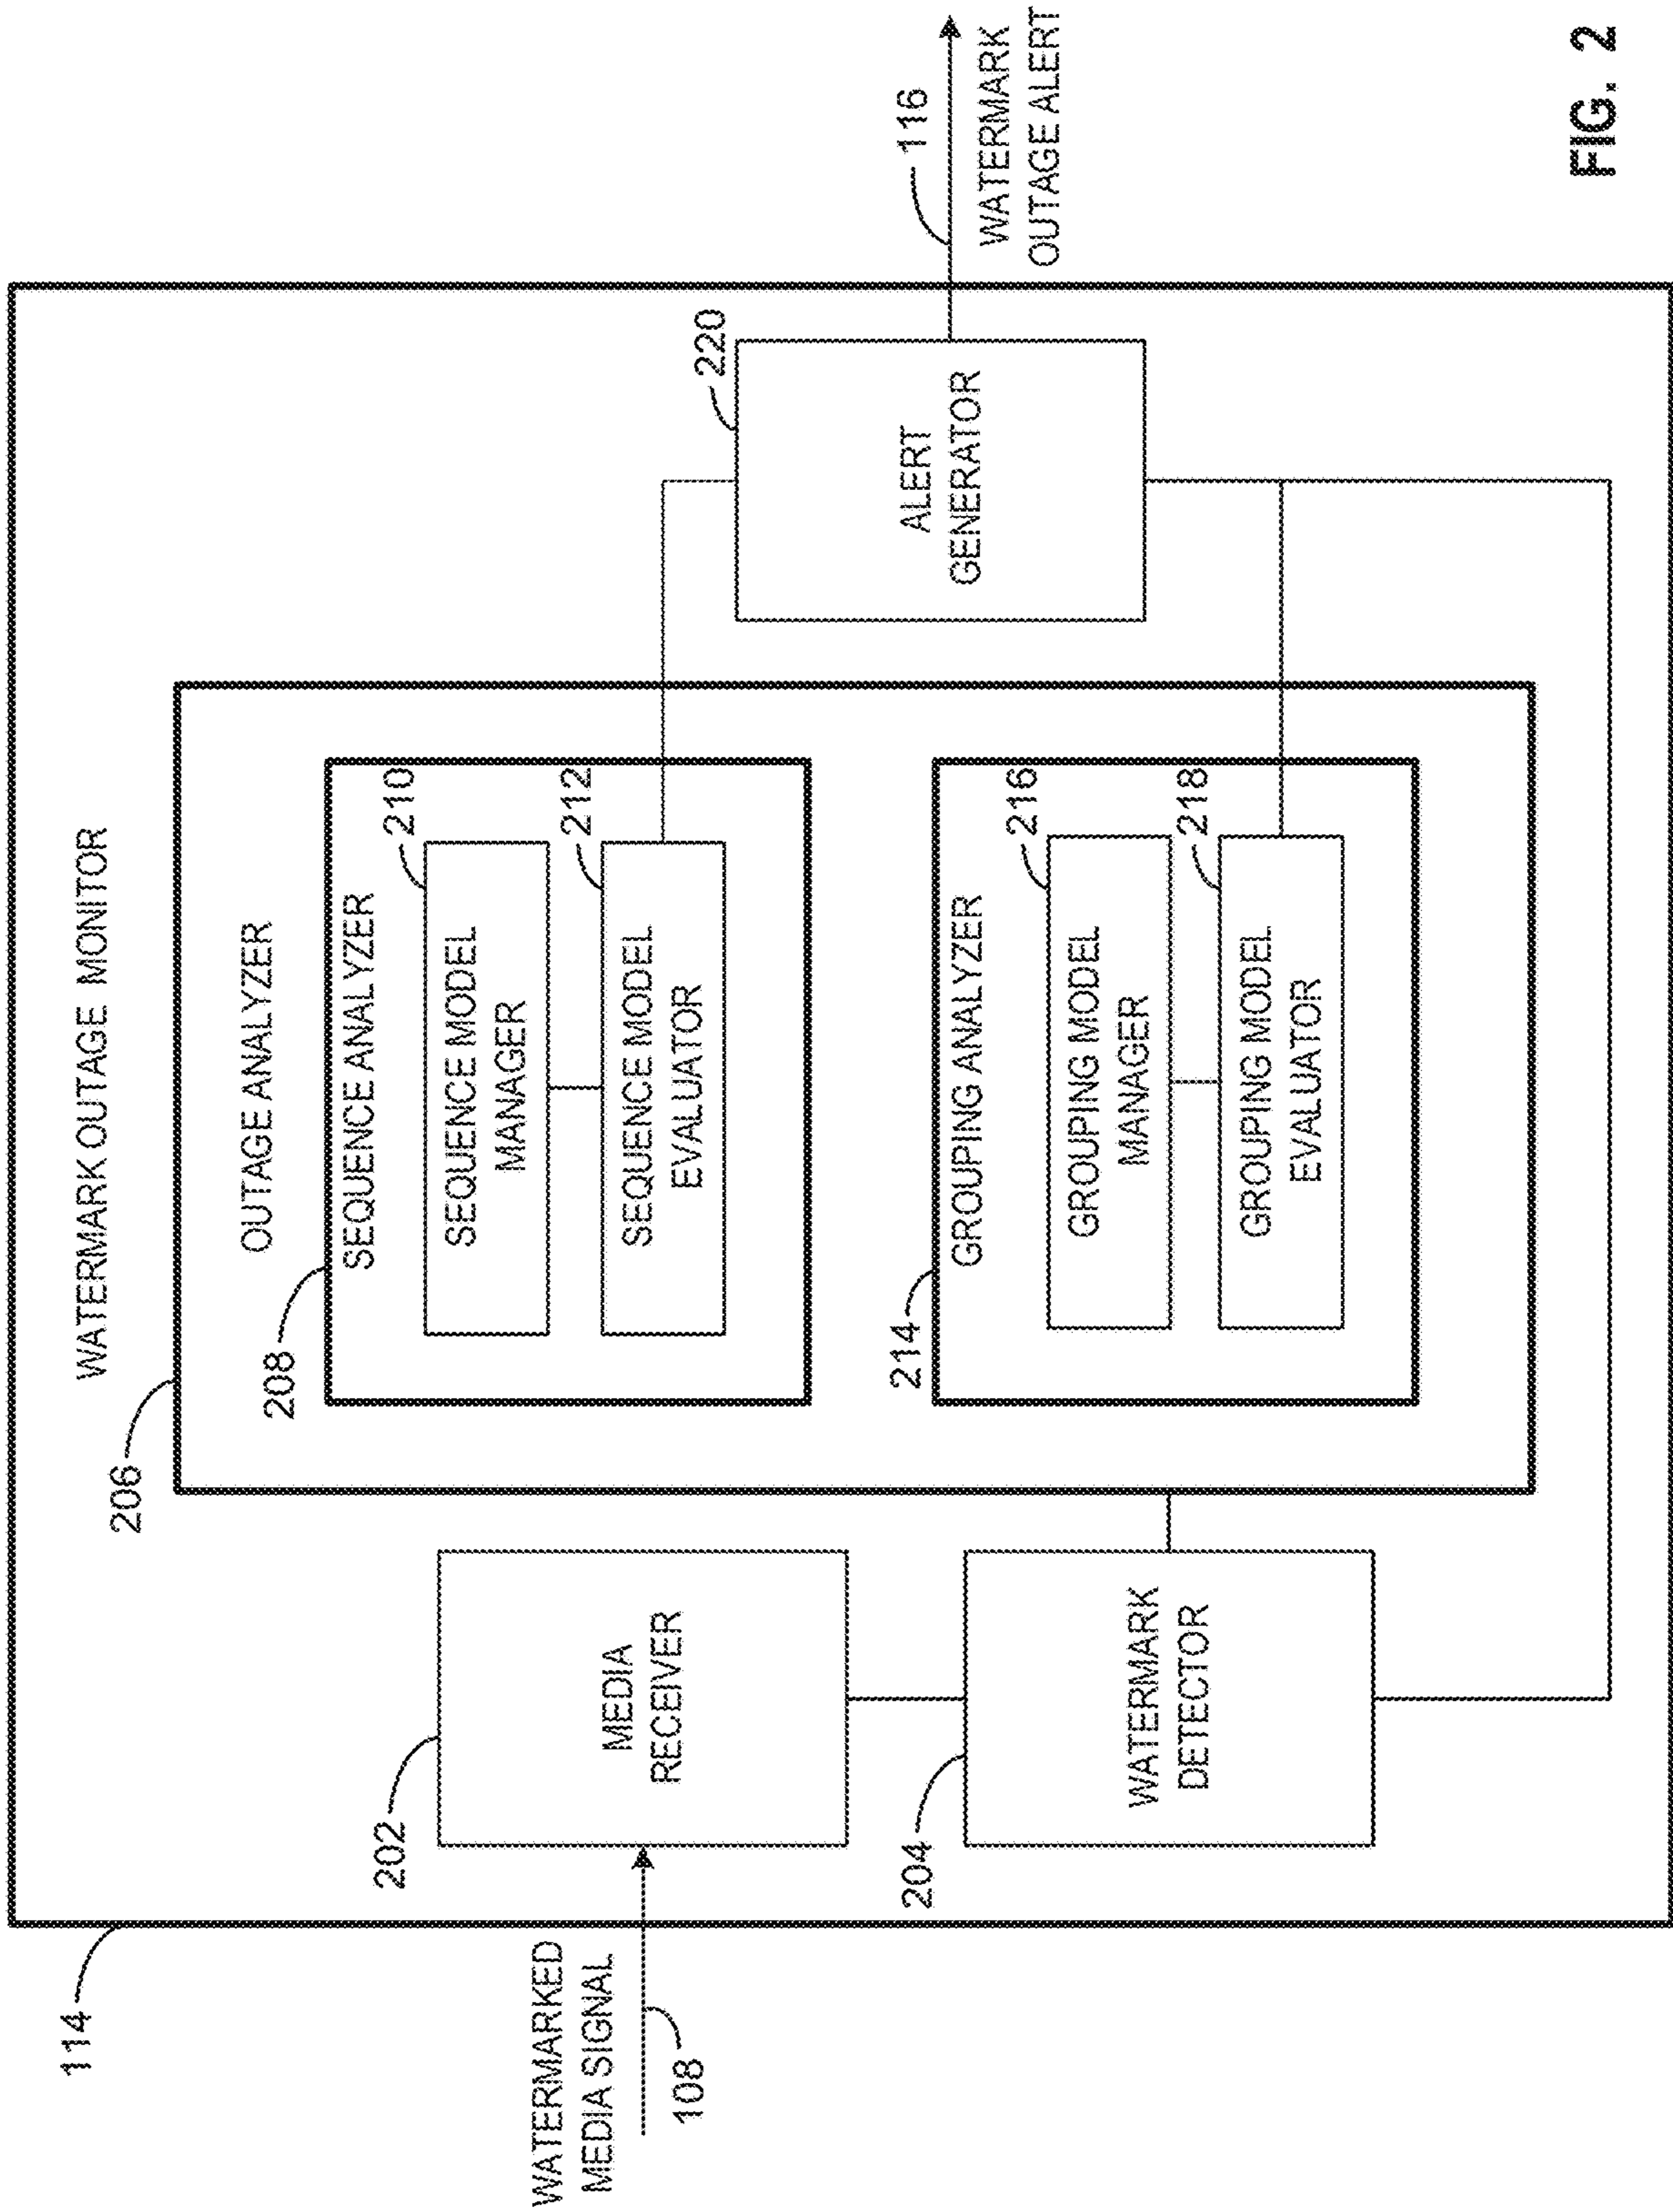 114
WATERMARK OUTAGE MONITOR
206
OUTAGE ANALYZER
208
SEQUENCE ANALYZER
210
SEQUENCE MODEL
MANAGER
212
SEQUENCE MODEL
EVALUATOR
214
GROUPING ANALYZER
216
GROUPING MODEL
MANAGER
218
GROUPING MODEL
EVALUATOR
WATERMARKED
MEDIA SIGNAL
108
202
MEDIA
RECEIVER
204
WATERMARK
DETECTOR
220
ALERT
GENERATOR
116
WATERMARK
OUTAGE ALERT
FIG. 2